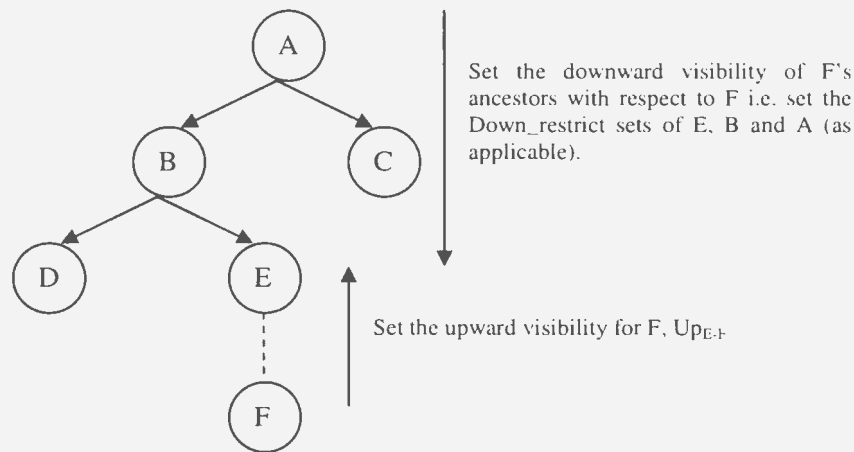 A
Set the downward visibility of F's
ancestors with respect to F i.e. set the
Down_restrict sets of E, B and A (as
applicable).
B
C
D
E
Set the upward visibility for F, Up_E-F
F